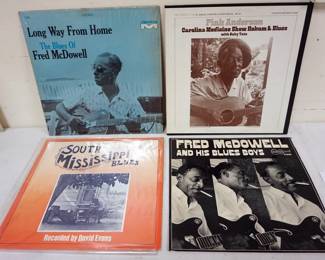 Long Way From Home
The Blues Of
Fred McDowell
Pink Anderson
Carolina Medicine Show Hokum & Blues
with Baby Tate
SOUTH
Mississippi
BLUES
Recorded by David Evans
FRED McDOWELL
AND HIS BLUES BOYS